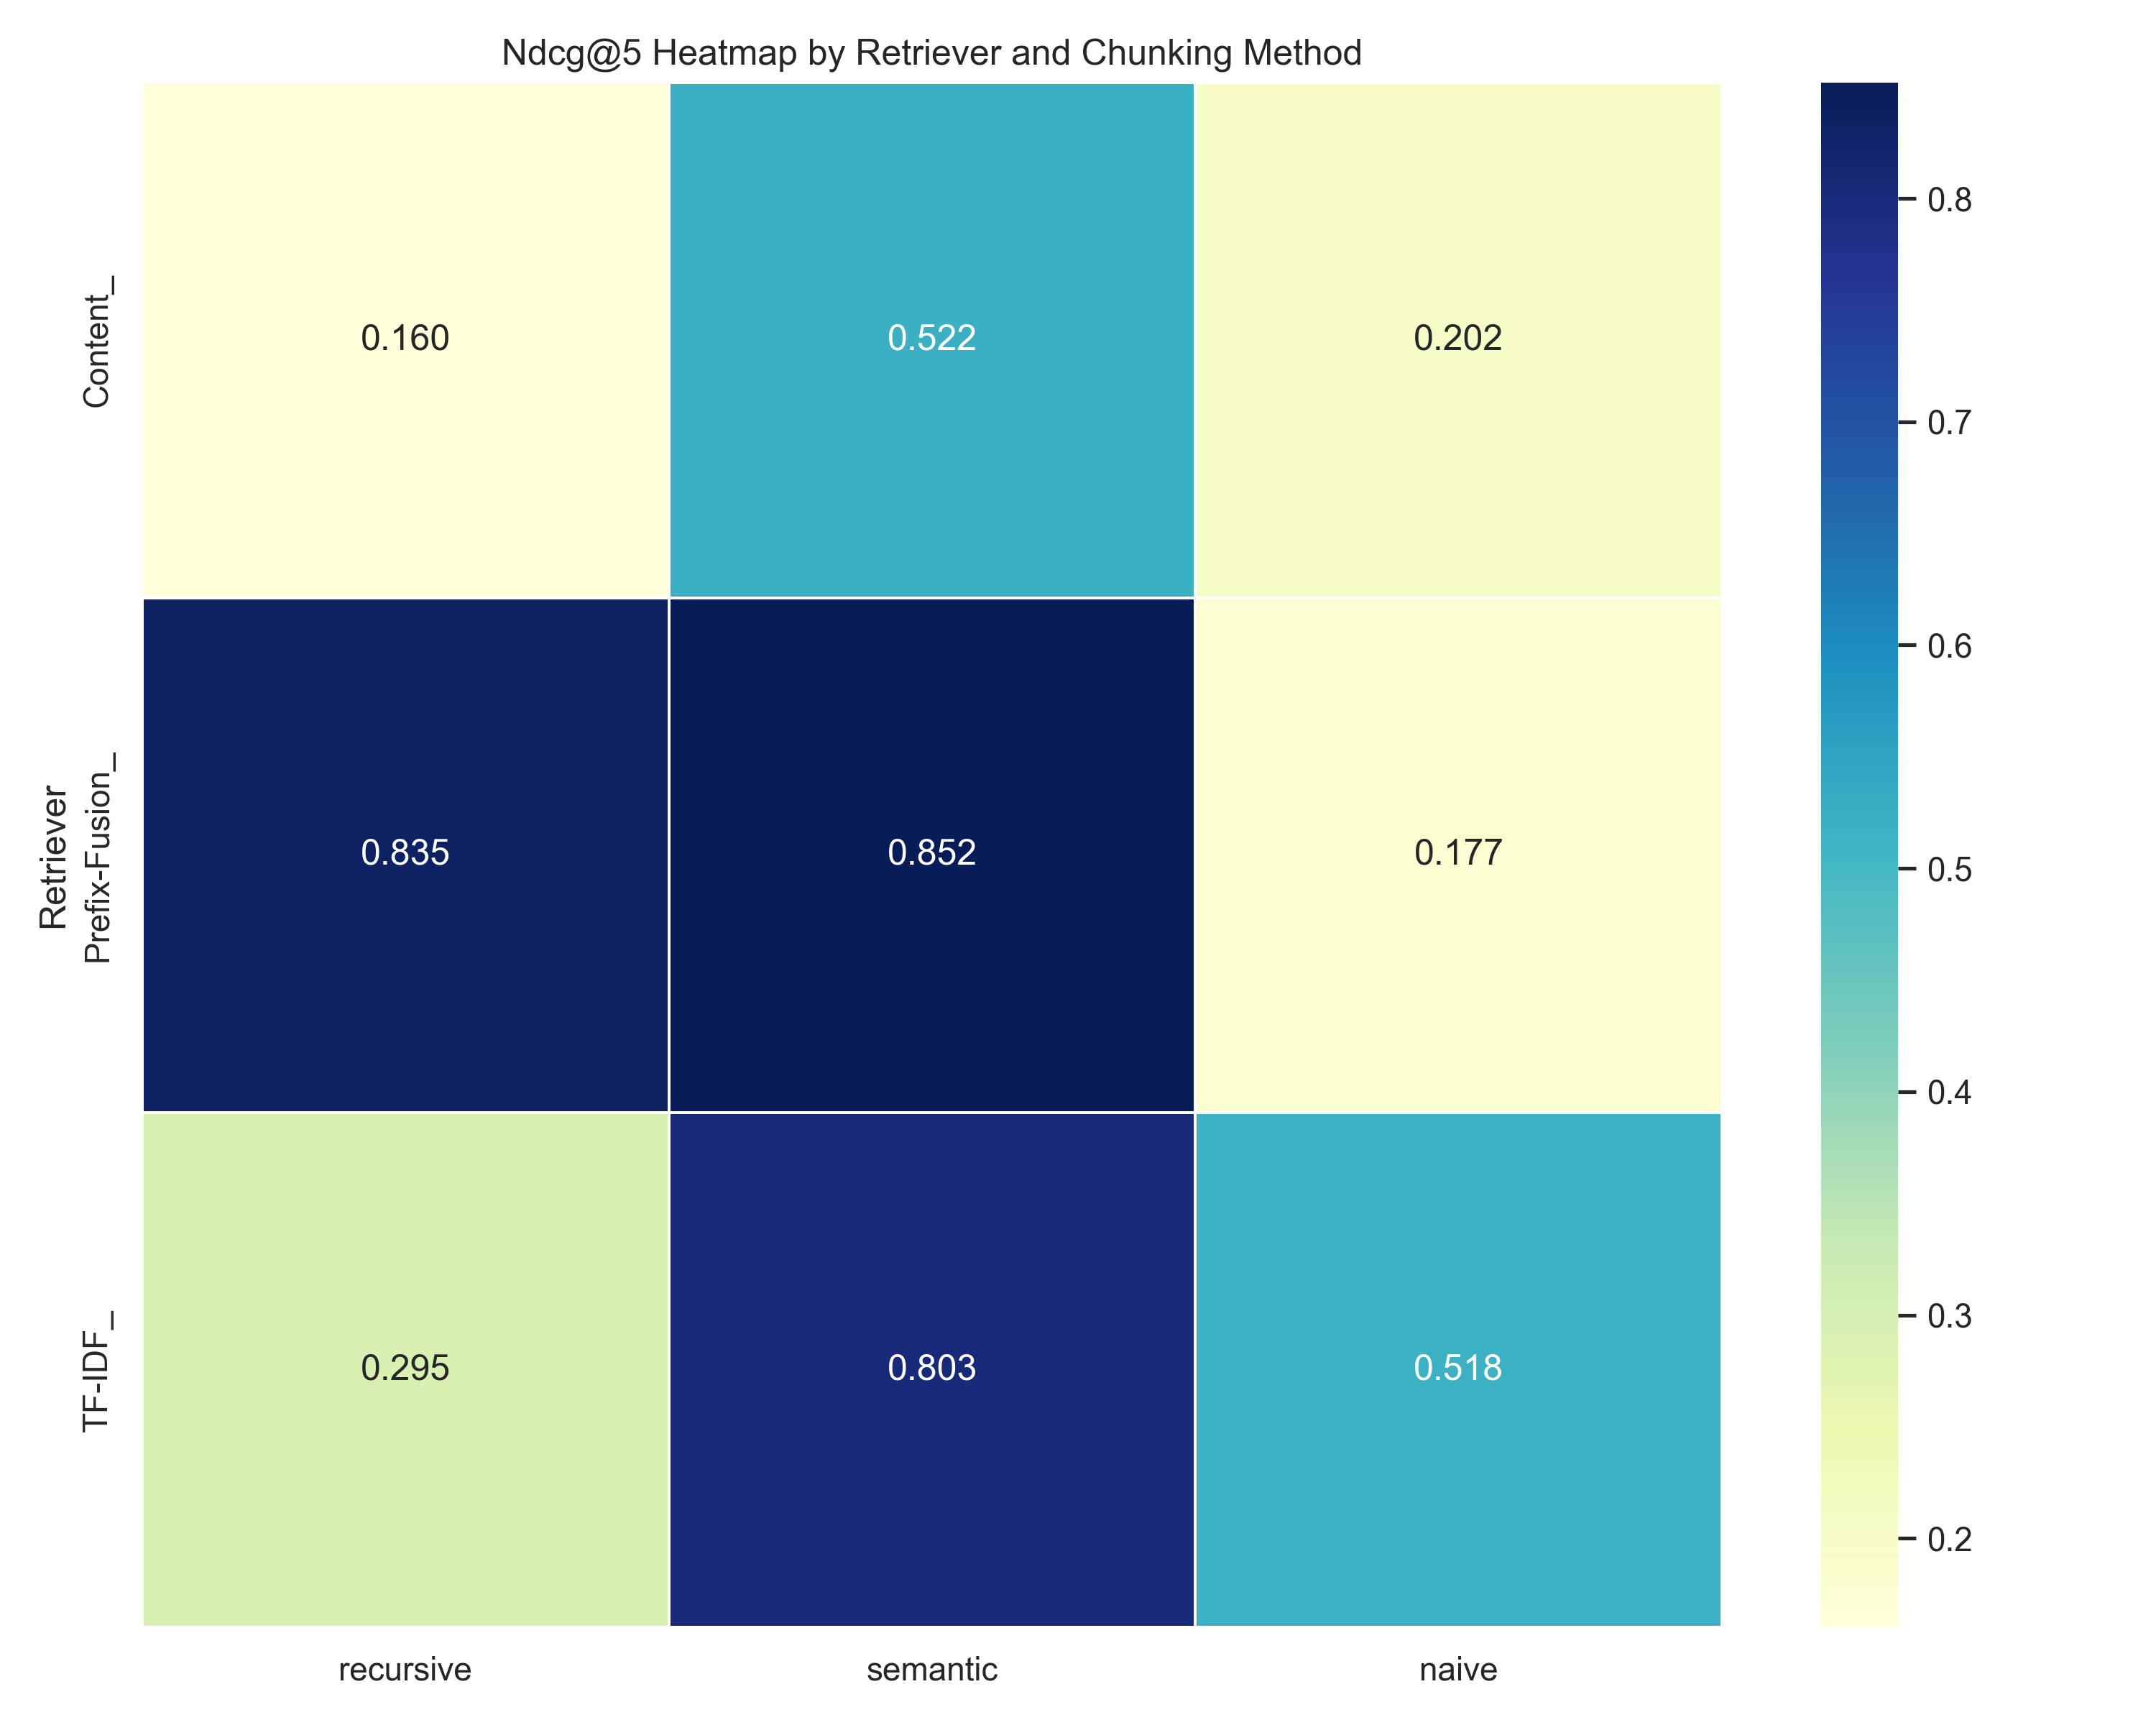 Ndcg@5 Heatmap by Retriever and Chunking Method
Retriever
Content_
0.160
0.522
0.202
Prefix-Fusion_
0.835
0.852
0.177
TF-IDF_
0.295
0.803
0.518
recursive
semantic
naive
0.8
0.7
0.6
0.5
0.4
0.3
0.2